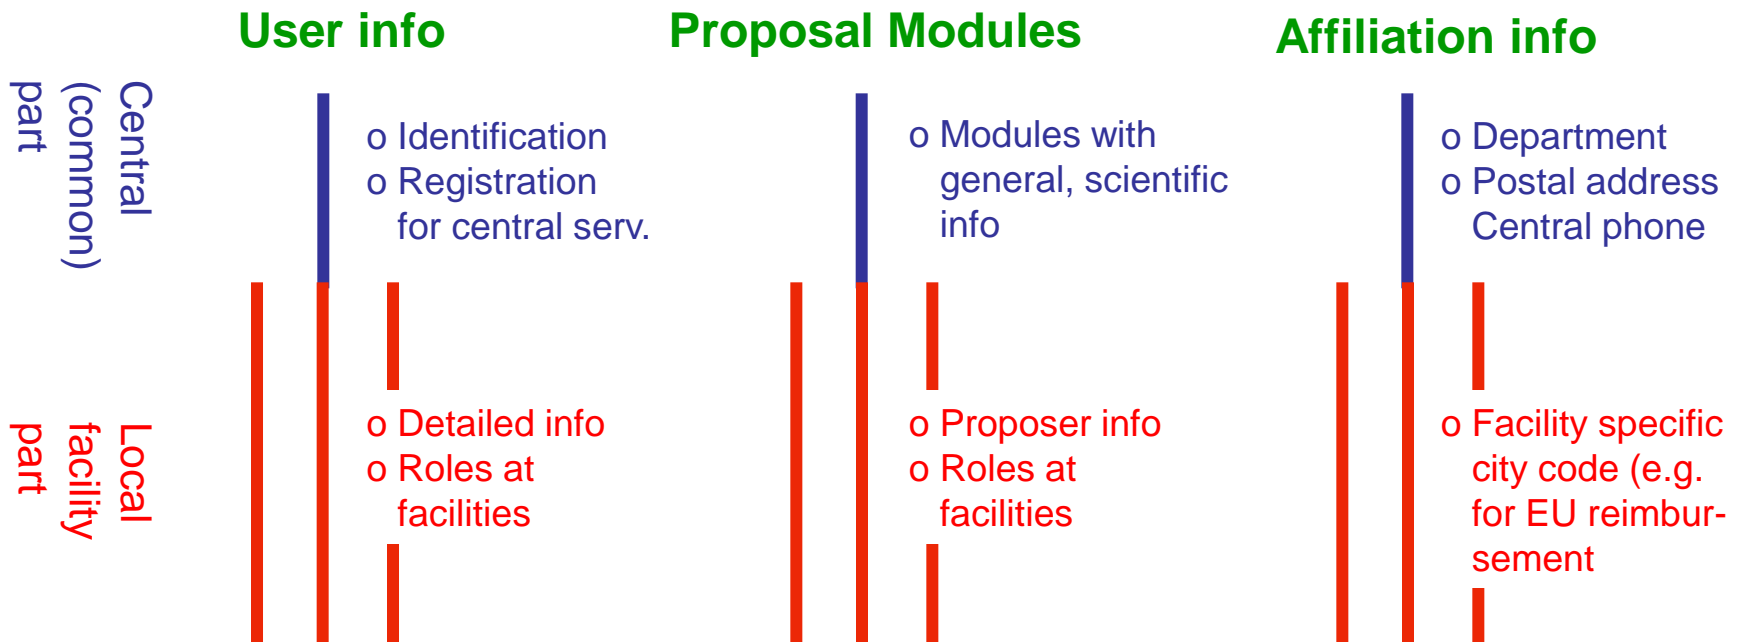 User info
Proposal Modules
Affiliation info
Central
(common)
part
o Identification
o Registration
for central serv.
o Modules with
general, scientific
info
o Department
o Postal address
Central phone
Local
facility
part
o Detailed info
o Roles at
facilities
o Proposer info
o Roles at
facilities
o Facility specific
city code (e.g.
for EU reimbur-
sement